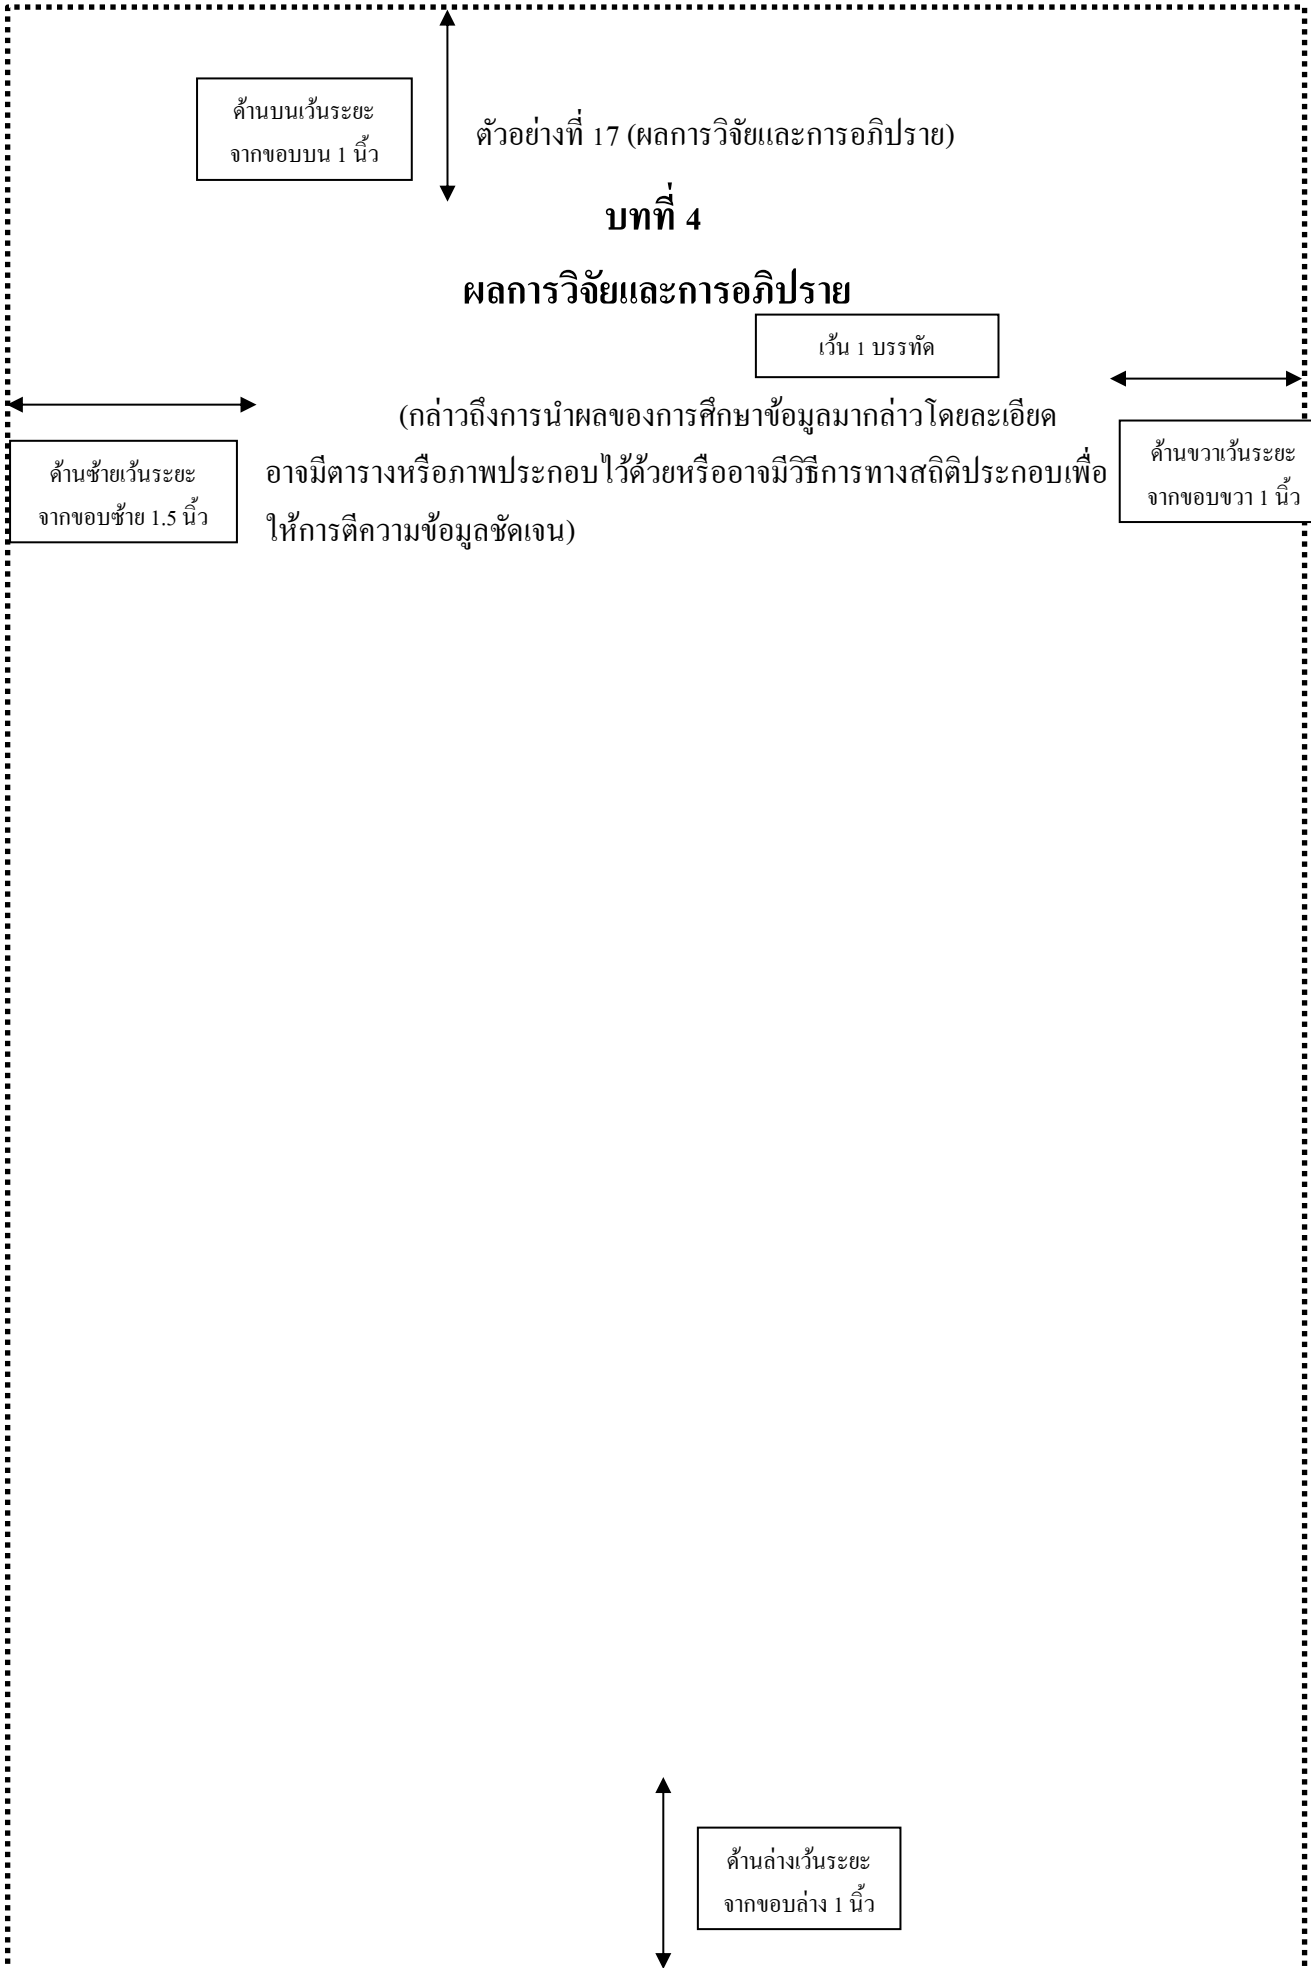 ด้านบนเว้นระยะ
จากขอบบน 1 นิ้ว
ตัวอย่างที่ 17 (ผลการวิจัยและการอภิปราย)
บทที่ 4
ผลการวิจัยและการอภิปราย
เว้น 1 บรรทัด
(กล่าวถึงการนำผลของการศึกษาข้อมูลมากล่าวโดยละเอียด
อาจมีตารางหรือภาพประกอบไว้ด้วยหรืออาจมีวิธีการทางสถิติประกอบเพื่อ
ให้การตีความข้อมูลชัดเจน)
ด้านซ้ายเว้นระยะ
จากขอบซ้าย 1.5 นิ้ว
ด้านขวาเว้นระยะ
จากขอบขวา 1 นิ้ว
ด้านล่างเว้นระยะ
จากขอบล่าง 1 นิ้ว